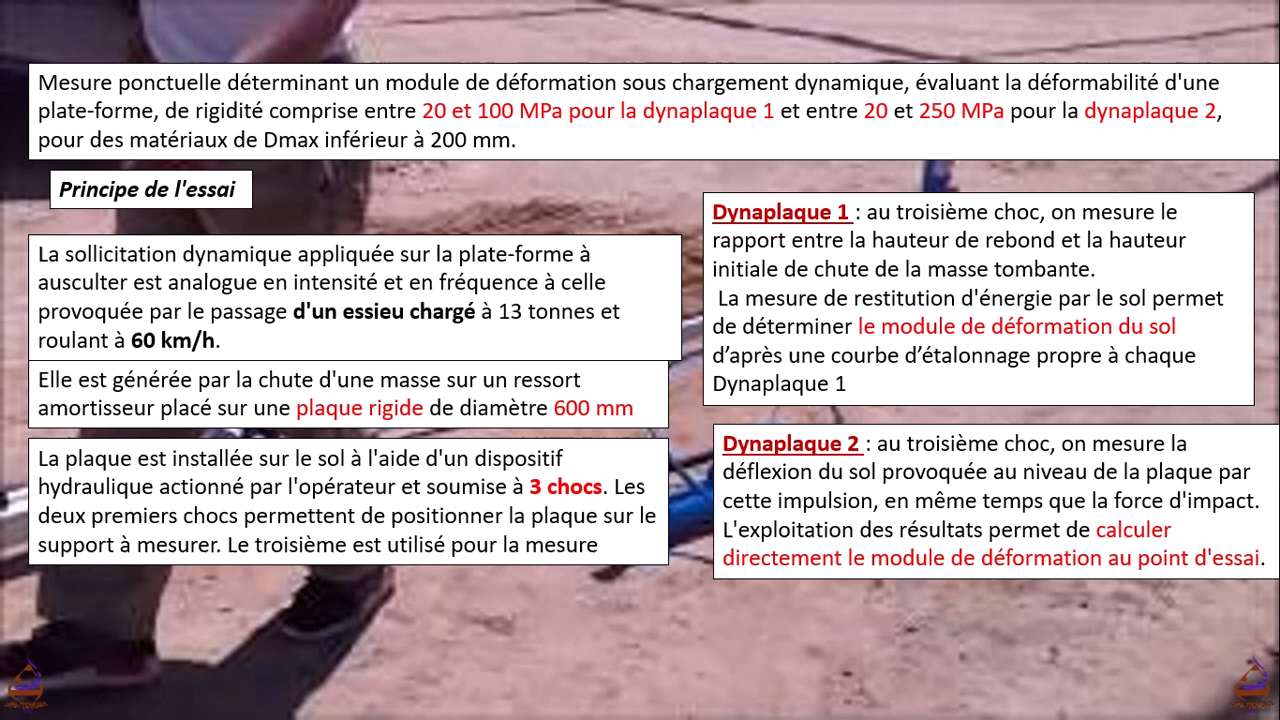 Mesure ponctuelle déterminant un module de déformation sous chargement dynamique, évaluant la déformabilité d'une
plate-forme, de rigidité comprise entre 20 et 100 MPa pour la dynaplaque 1 et entre 20 et 250 MPa pour la dynaplaque 2,
pour des matériaux de Dmax inférieur à 200 mm.
Principe de l'essai
La sollicitation dynamique appliquée sur la plate-forme à
ausculter est analogue en intensité et en fréquence à celle
provoquée par le passage d'un essieu chargé à 13 tonnes et
roulant à 60 km/h.
Elle est générée par la chute d'une masse sur un ressort
amortisseur placé sur une plaque rigide de diamètre 600 mm
La plaque est installée sur le sol à l'aide d'un dispositif
hydraulique actionné par l'opérateur et soumise à 3 chocs. Les
deux premiers chocs permettent de positionner la plaque sur le
support à mesurer. Le troisième est utilisé pour la mesure
Dynaplaque 1 : au troisième choc, on mesure le
rapport entre la hauteur de rebond et la hauteur
initiale de chute de la masse tombante.
La mesure de restitution d'énergie par le sol permet
de déterminer le module de déformation du sol
d’après une courbe d’étalonnage propre à chaque
Dynaplaque 1
Dynaplaque 2 : au troisième choc, on mesure la
déflexion du sol provoquée au niveau de la plaque par
cette impulsion, en même temps que la force d'impact.
L'exploitation des résultats permet de calculer
directement le module de déformation au point d'essai.